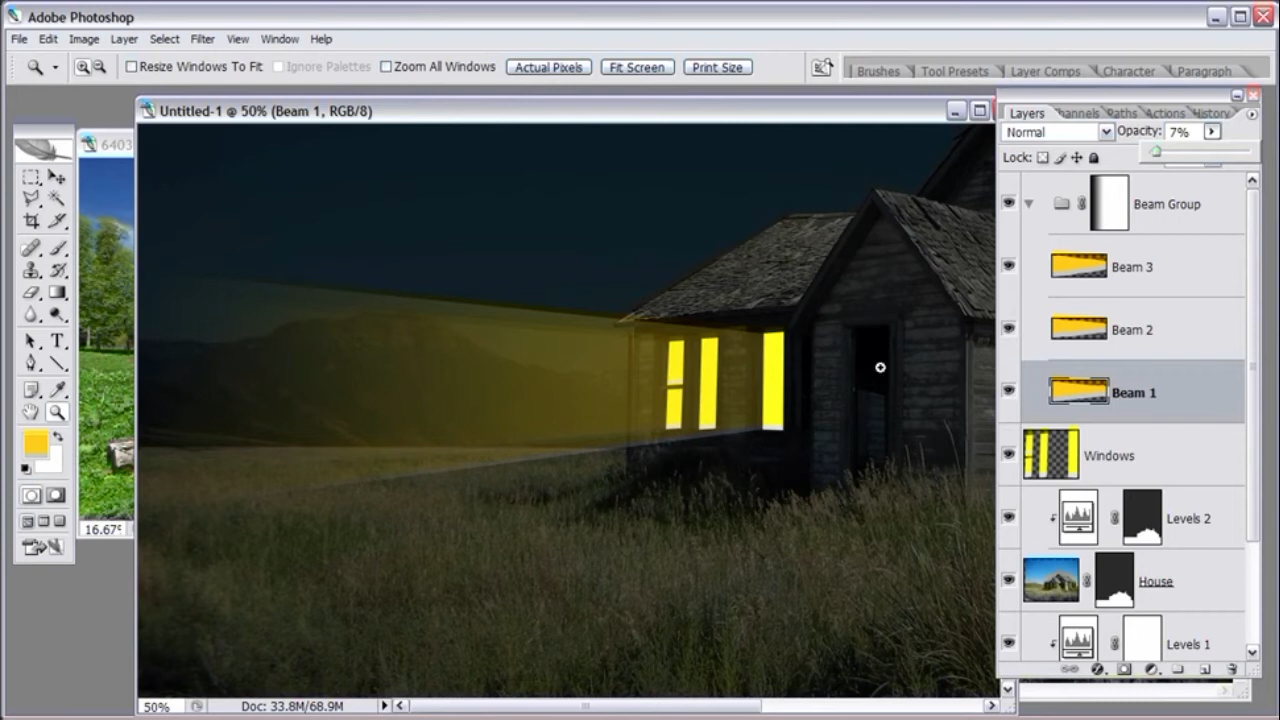 Adobe Photoshop
File Edit Image Layer Select Filter View Window Help
Resize Windows To Fit Ignore Palettes Zoom All Windows Actual Pixels Fit Screen Print Size Brushes Tool Presets Layer Comps Character Paragraph
Untitled-1 @ 50% (Beam 1, RGB/8)
6403
Layers Channels Paths Actions History
Normal Opacity: 7%
Lock:
Beam Group
Beam 3
Beam 2
Beam 1
Windows
Levels 2
House
Levels 1
16.67%
50% Doc: 33.8M/68.9M